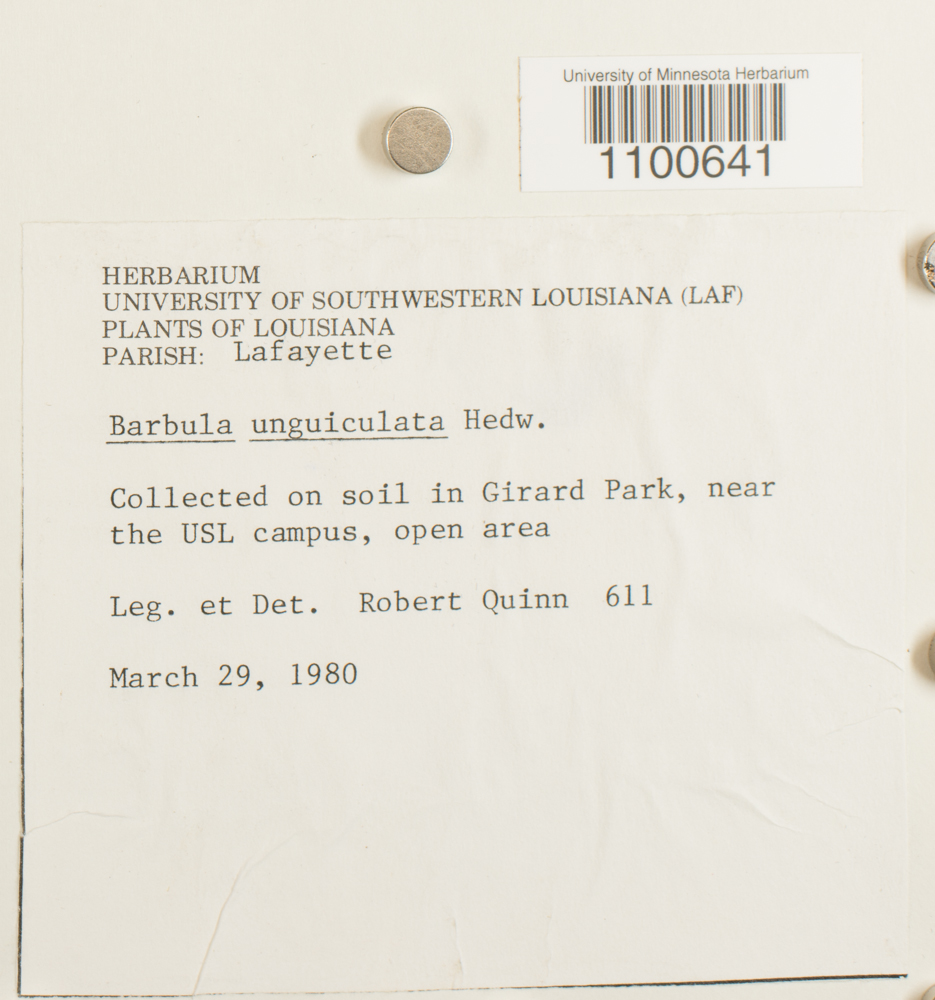 University of Minnesota Herbarium
1100641
HERBARIUM
UNIVERSITY OF SOUTHWESTERN LOUISIANA (LAF)
PLANTS OF LOUISIANA
PARISH: Lafayette
Barbula unguiculata Hedw.
Collected on soil in Girard Park, near
the USL campus, open area
Leg. et Det. Robert Quinn 611
March 29, 1980